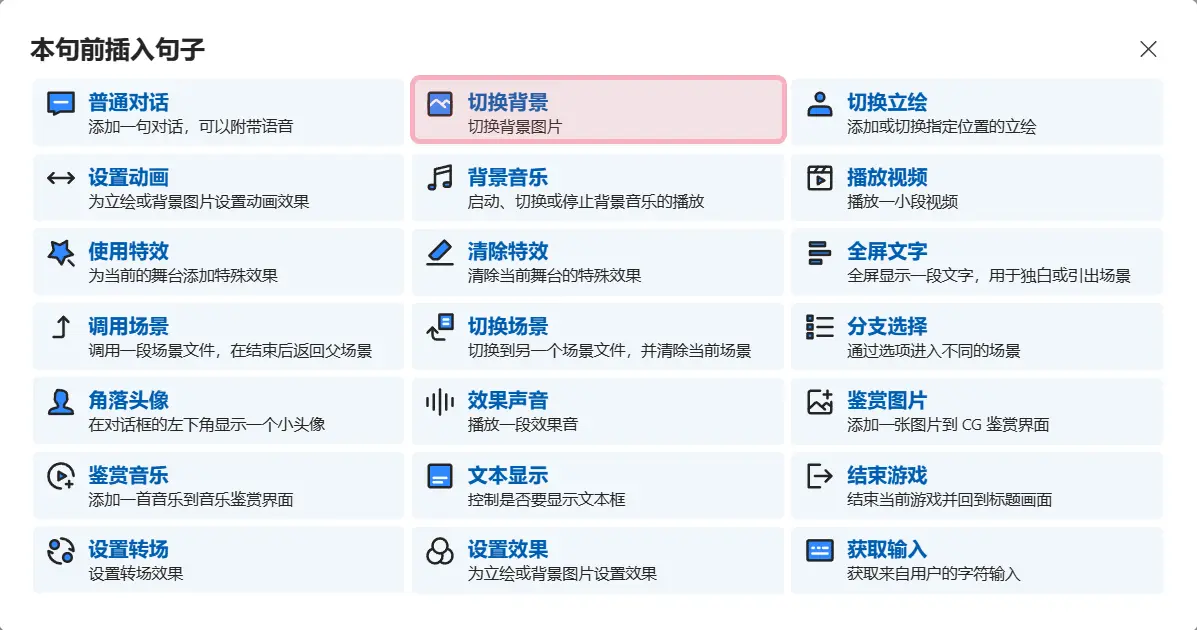 本句前插入句子
普通对话
添加一句对话，可以附带语音
切换背景
切换背景图片
切换立绘
添加或切换指定位置的立绘
设置动画
为立绘或背景图片设置动画效果
背景音乐
启动、切换或停止背景音乐的播放
播放视频
播放一小段视频
使用特效
为当前的舞台添加特殊效果
清除特效
清除当前舞台的特殊效果
全屏文字
全屏显示一段文字，用于独白或引出场景
调用场景
调用一段场景文件，在结束后返回父场景
切换场景
切换到另一个场景文件，并清除当前场景
分支选择
通过选项进入不同的场景
角落头像
在对话框的左下角显示一个小头像
效果声音
播放一段效果音
鉴赏图片
添加一张图片到 CG 鉴赏界面
鉴赏音乐
添加一首音乐到音乐鉴赏界面
文本显示
控制是否要显示文本框
结束游戏
结束当前游戏并回到标题画面
设置转场
设置转场效果
设置效果
为立绘或背景图片设置效果
获取输入
获取来自用户的字符输入